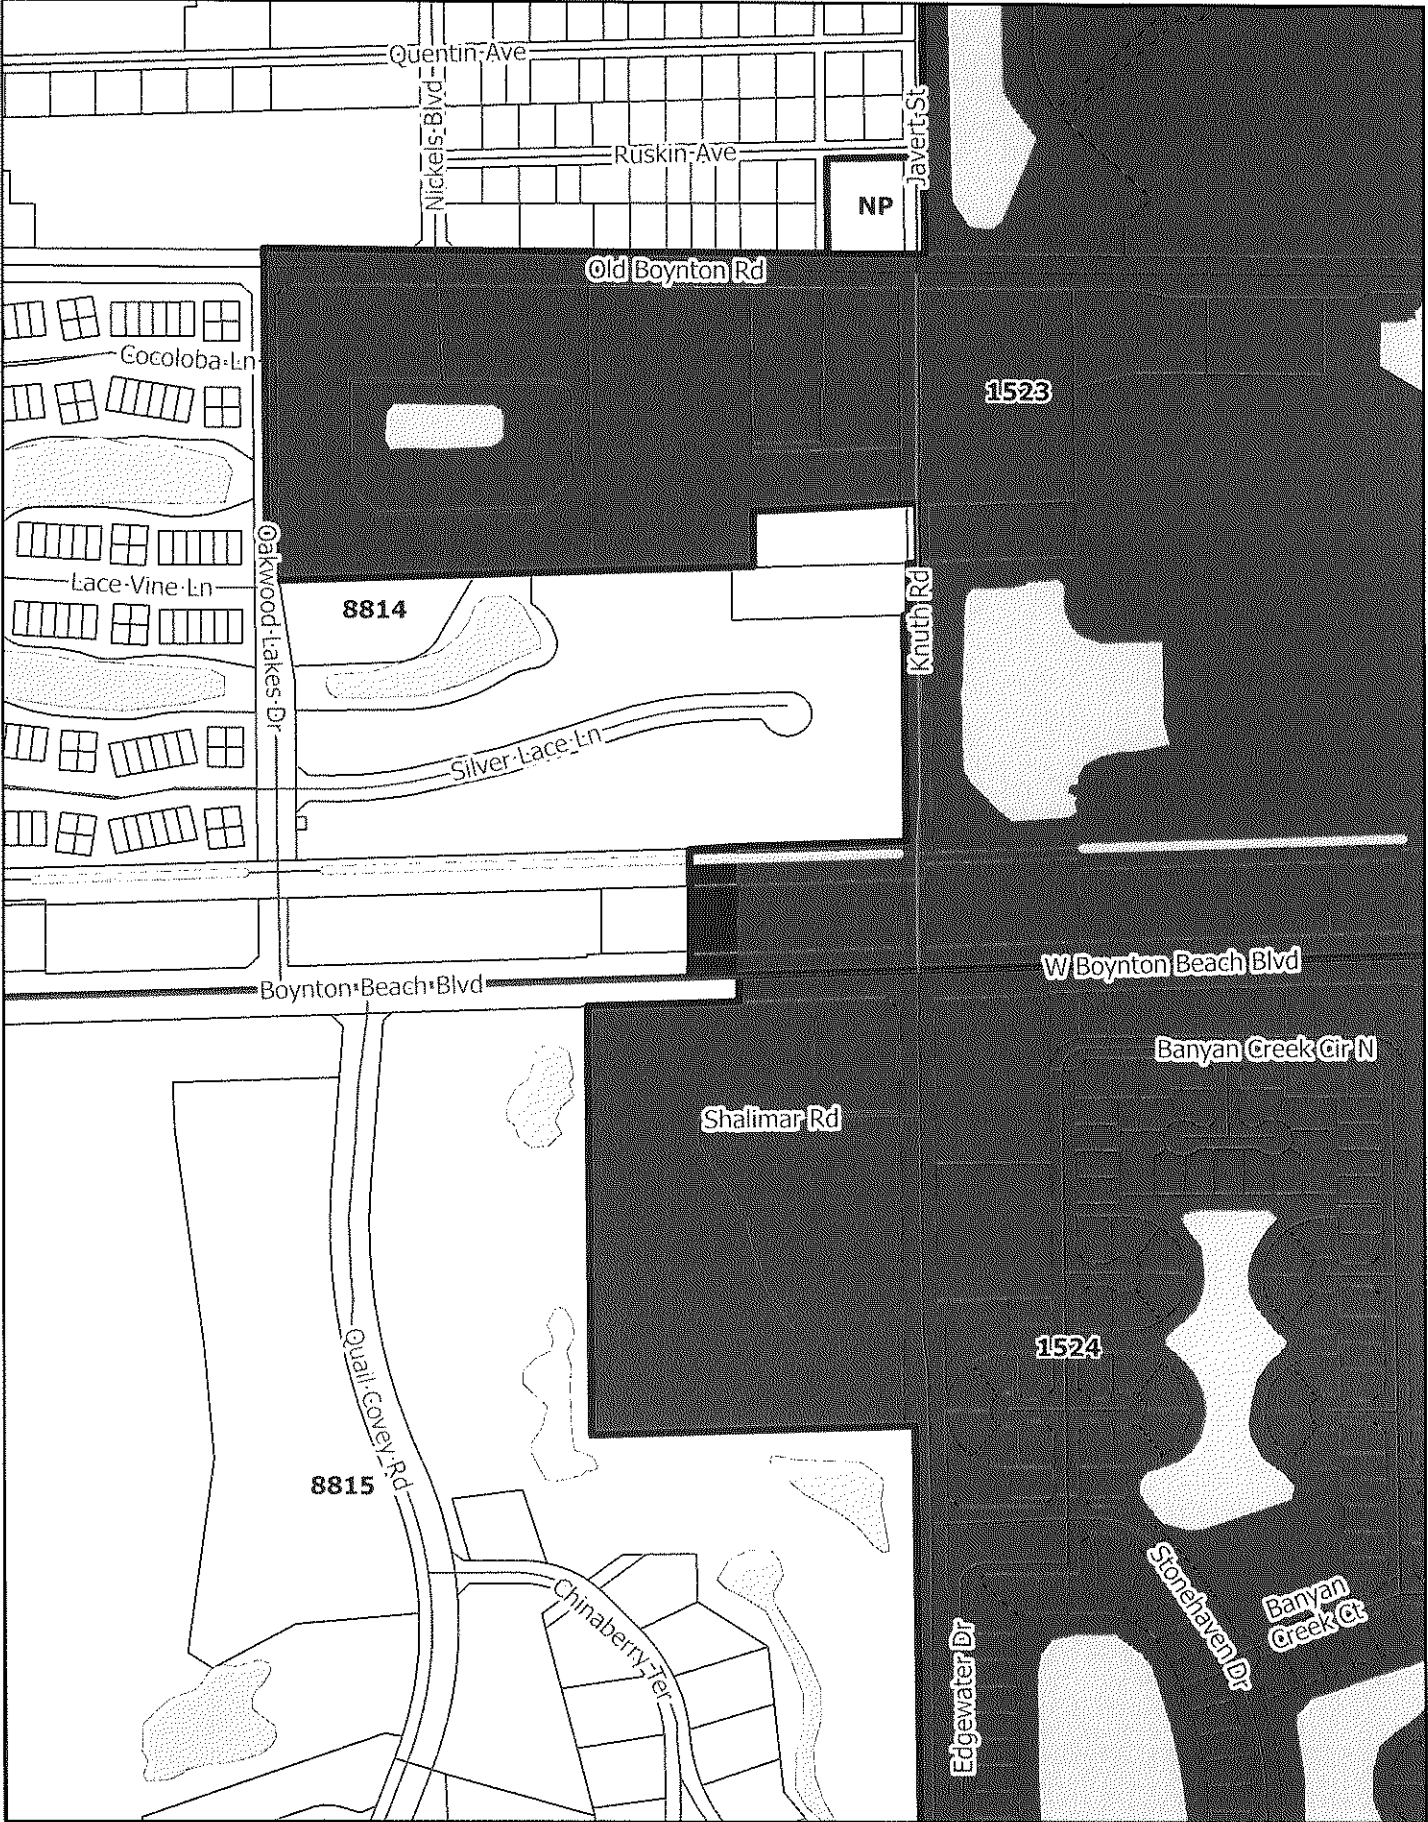 Quentin Ave
Nickels Blvd
Ruskin Ave
Javert St
NP
Old Boynton Rd
Cocoloba Ln
1523
Oakwood Lakes Dr
Lace Vine Ln
8814
Knuth Rd
Silver Lace Ln
W Boynton Beach Blvd
Boynton Beach Blvd
Banyan Creek Cir N
Shalimar Rd
1524
Quail Covey Rd
8815
Stonehaven Dr
Banyan
Creek Ct
Chinaberry Ter
Edgewater Dr